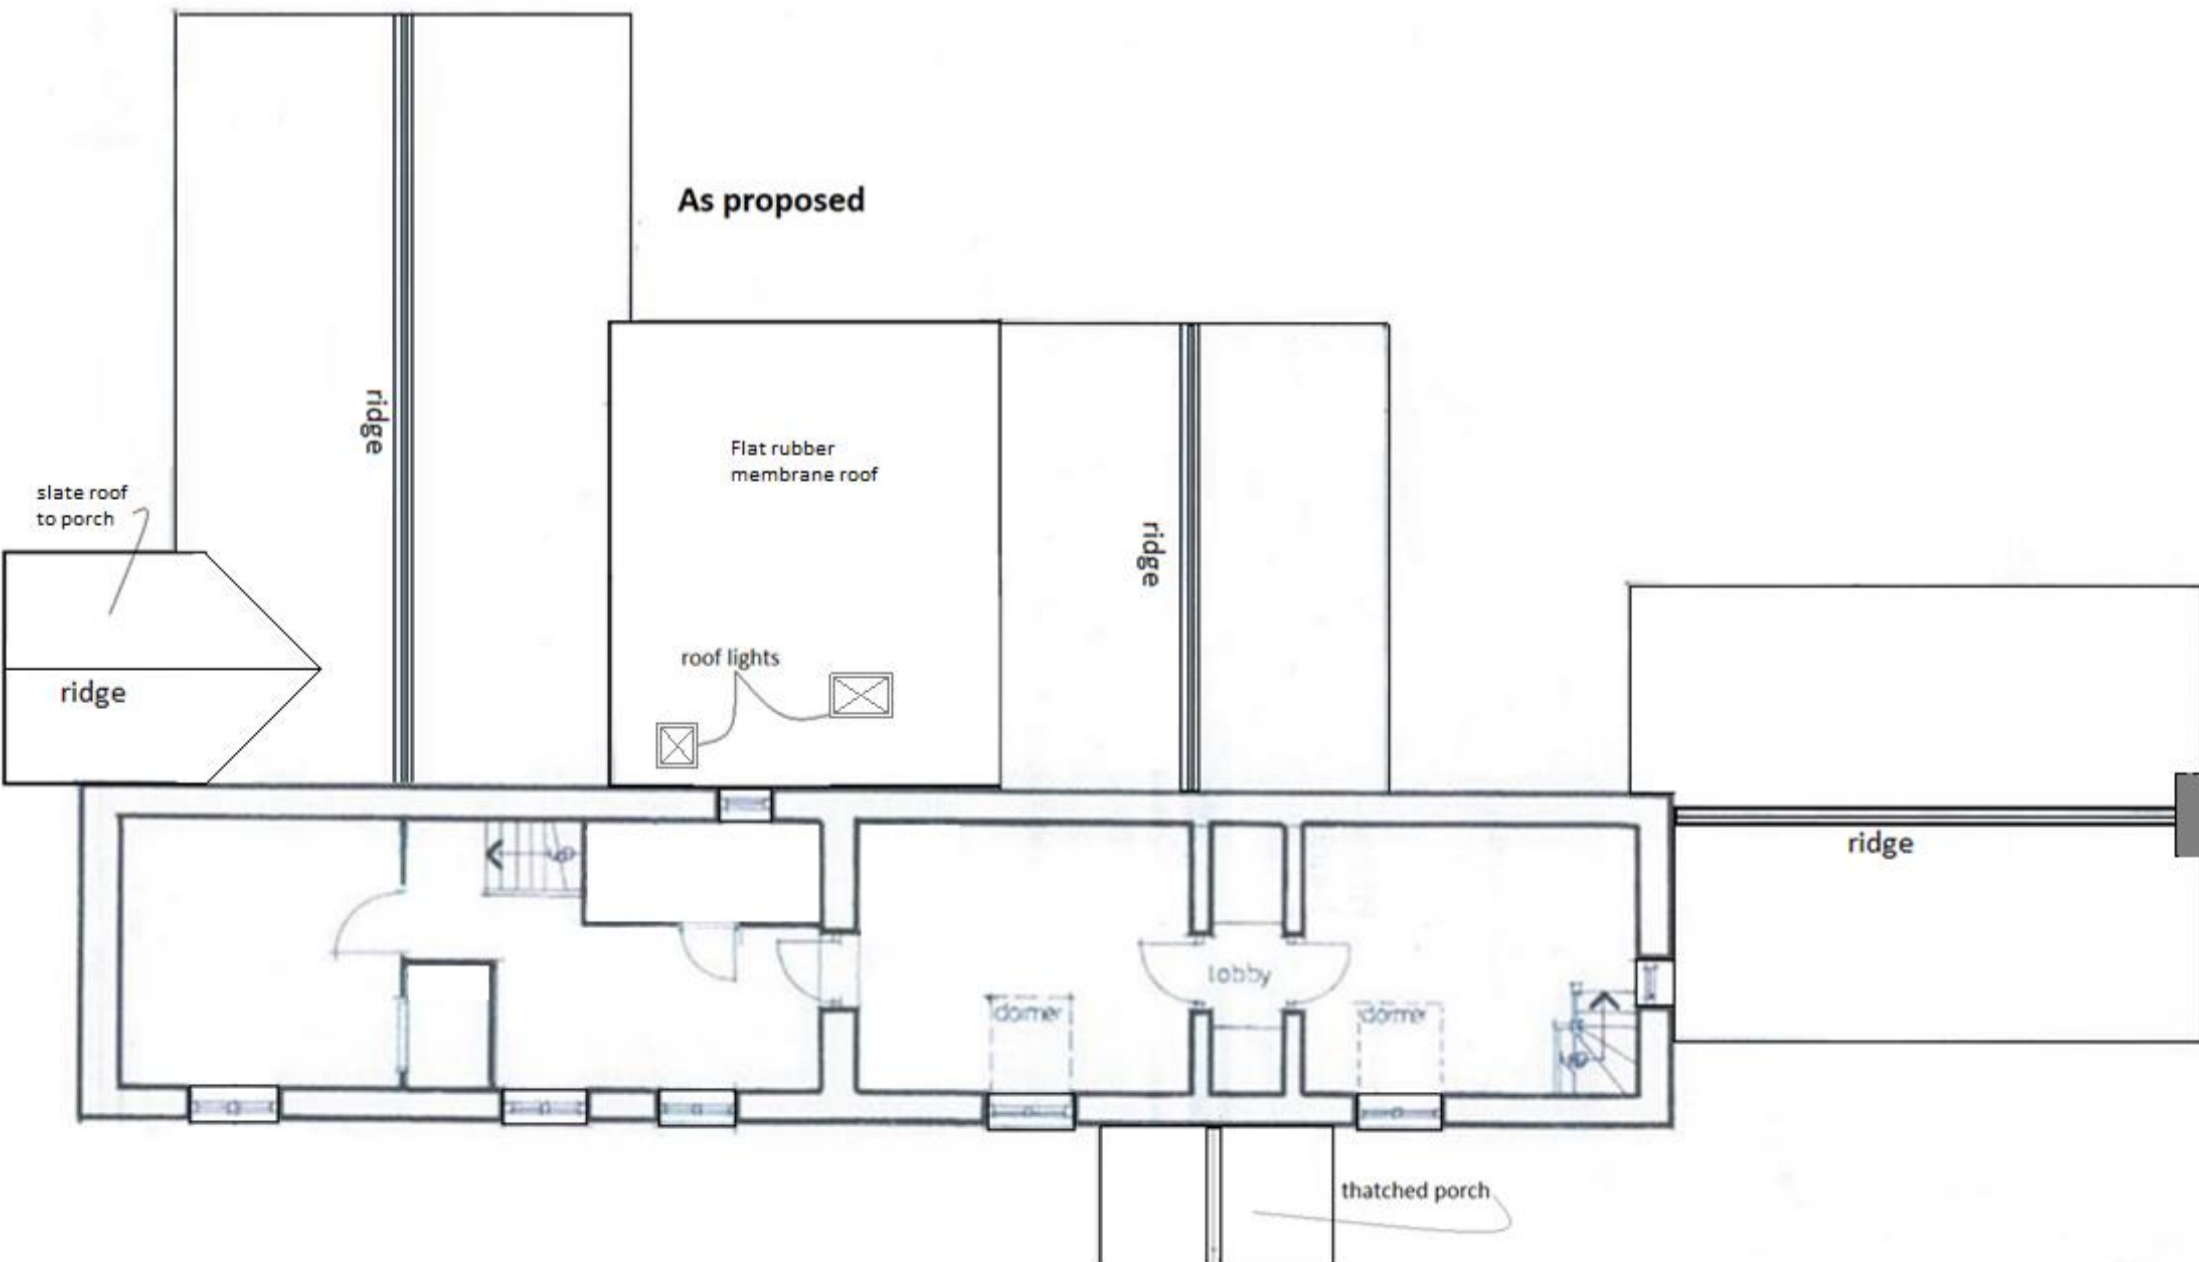 As proposed
ridge
Flat rubber
membrane roof
slate roof
to porch
ridge
roof lights
ridge
ridge
lobby
dormer
dormer
thatched porch